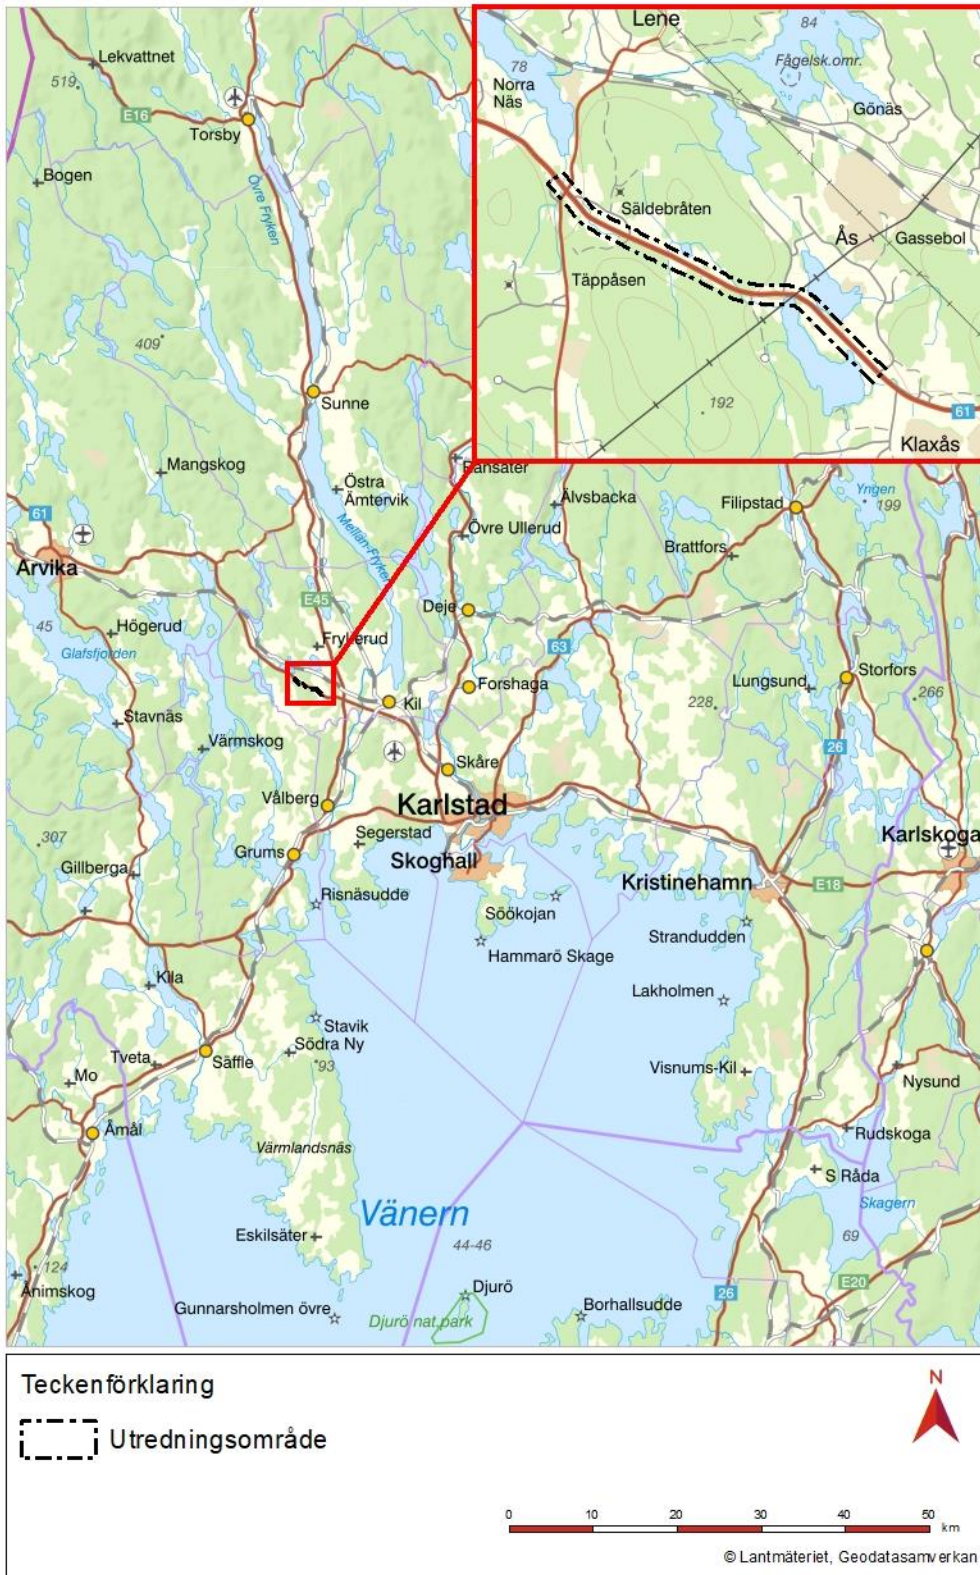 Lekvattnet
519
E16
Torsby
Bogen
Övre Fryken
409
Sunne
Mangskog
Östra
Ämtervik
Mellan-Fryken
61
Arvika
E45
45
Högerud
Glafsfjorden
Frykerud
Stavnäs
Värmskog
Kil
Lene
84
Fågelsk.omr.
78
Norra
Näs
Gönäs
Säldebråten
Ås
Gassebol
Täppåsen
192
61
Klaxås
Ransäter
Älvsbacka
Övre Ullerud
Filipstad
Yngen
199
Brattfors
Deje
63
Forshaga
Lungsund
Storfors
228
266
26
Skåre
Vålberg
Karlstad
Segerstad
307
Grums
Gillberga
Skoghall
Karlskoga
Kristinehamn
E18
Risnäsudde
Söökojan
Strandudden
Hammarö Skage
Kila
Lakholmen
Stavik
Södra Ny
Tveta
Säffle
93
Mo
Visnums-Kil
Nysund
Åmål
Rudskoga
Värmlandsnäs
S Råda
Skagern
Vänern
69
Eskilsäter
44-46
124
Ånimskog
E20
Djurö
26
Gunnarsholmen övre
Djurö nat.park
Borhallsudde
Teckenförklaring
Utredningsområde
N
0 10 20 30 40 50
km
© Lantmäteriet, Geodatasamverkan